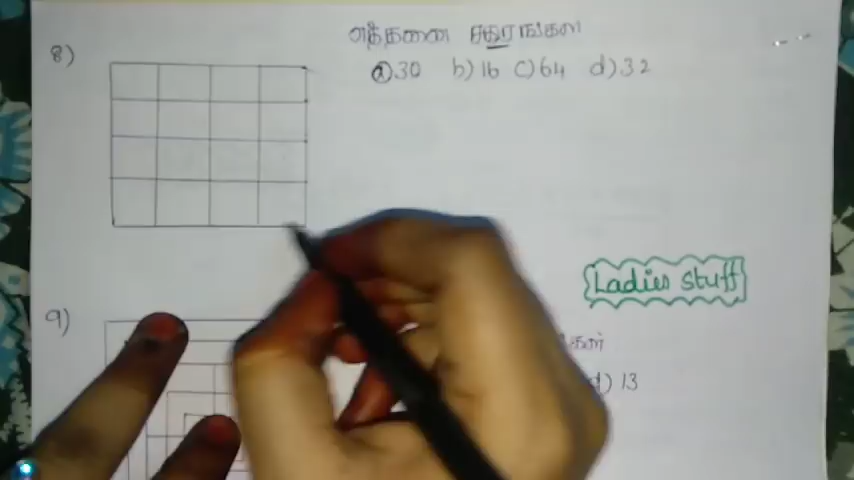 8)
எத்தனை சதுரங்கள்
a) 30 b) 16 c) 64 d) 32
Ladies stuff
9)
d) 13